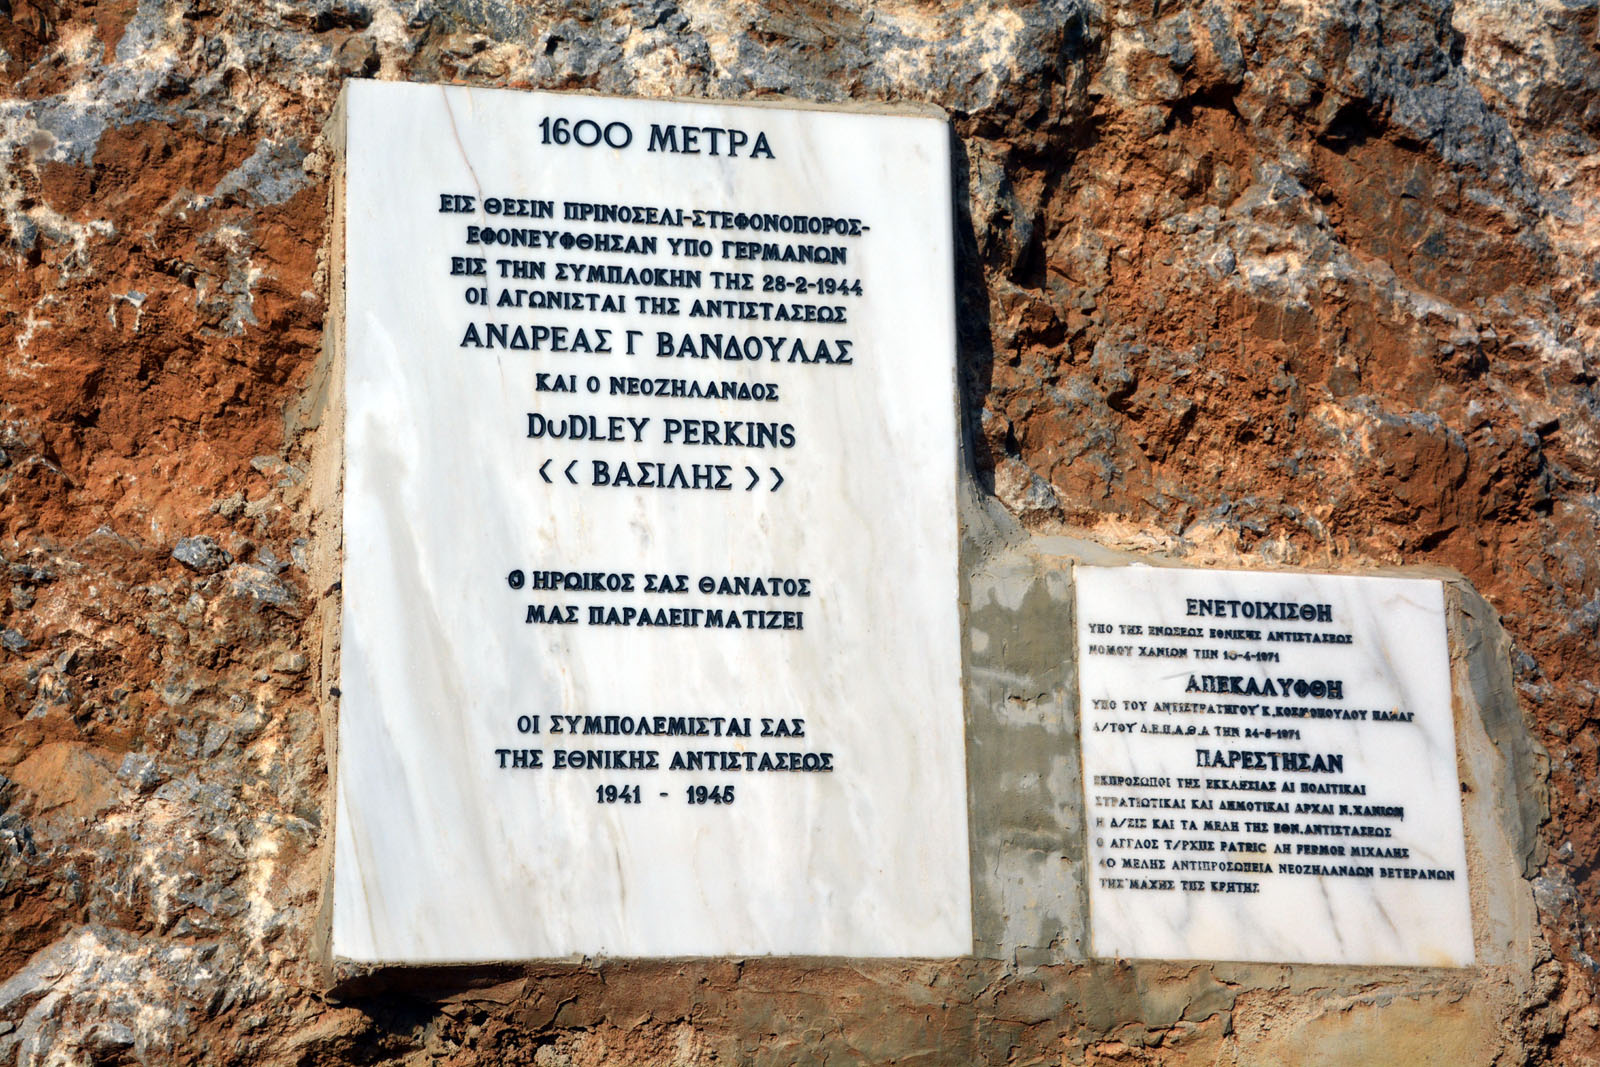 1600 ΜΕΤΡΑ
ΕΙΣ ΘΕΣΙΝ ΠΡΙΝΟΣΕΛΙ-ΣΤΕΦΟΝΟΠΟΡΟΣ-
ΕΦΟΝΕΥΦΘΗΣΑΝ ΥΠΟ ΓΕΡΜΑΝΩΝ
ΕΙΣ ΤΗΝ ΣΥΜΠΛΟΚΗΝ ΤΗΣ 28-2-1944
ΟΙ ΑΓΩΝΙΣΤΑΙ ΤΗΣ ΑΝΤΙΣΤΑΣΕΩΣ
ΑΝΔΡΕΑΣ Γ ΒΑΝΔΟΥΛΑΣ
ΚΑΙ Ο ΝΕΟΖΗΛΑΝΔΟΣ
DuDLEY PERKINS
<< ΒΑΣΙΛΗΣ >>
Ο ΗΡΩΙΚΟΣ ΣΑΣ ΘΑΝΑΤΟΣ
ΜΑΣ ΠΑΡΑΔΕΙΓΜΑΤΙΖΕΙ
ΟΙ ΣΥΜΠΟΛΕΜΙΣΤΑΙ ΣΑΣ
ΤΗΣ ΕΘΝΙΚΗΣ ΑΝΤΙΣΤΑΣΕΩΣ
1941 - 1945
ΕΝΕΤΟΙΧΙΣΘΗ
ΥΠΟ ΤΗΣ ΕΝΩΣΕΩΣ ΕΘΝΙΚΗΣ ΑΝΤΙΣΤΑΣΕΩΣ
ΝΟΜΟΥ ΧΑΝΙΩΝ ΤΗΝ
ΑΠΕΚΑΛΥΦΘΗ
ΥΠΟ ΤΟΥ ΑΝΤΙΣΤΡΑΤΗΓΟΥ Κ.ΚΟΣΜΟΠΟΥΛΟΥ
Δ/ΤΟΥ Δ.Ε.Π.Α.Θ.Α ΤΗΝ
ΠΑΡΕΣΤΗΣΑΝ
ΕΚΠΡΟΣΩΠΟΙ ΤΗΣ ΕΚΚΛΗΣΙΑΣ ΑΙ ΠΟΛΙΤΙΚΑΙ
ΣΤΡΑΤΙΩΤΙΚΑΙ ΚΑΙ ΔΗΜΟΤΙΚΑΙ ΑΡΧΑΙ Ν.ΧΑΝΙΩΝ
Η Δ/ΣΙΣ ΚΑΙ ΤΑ ΜΕΛΗ ΤΗΣ ΕΘΝ.ΑΝΤΙΣΤΑΣΕΩΣ
Ο ΑΓΓΛΟΣ Τ/ΡΧΗΣ PATRIC ΛΗ FERMOR ΜΙΧΑΛΗΣ
40 ΜΕΛΗΣ ΑΝΤΙΠΡΟΣΩΠΕΙΑ ΝΕΟΖΗΛΑΝΔΩΝ ΒΕΤΕΡΑΝΩΝ
ΤΗΣ ΜΑΧΗΣ ΤΗΣ ΚΡΗΤΗΣ